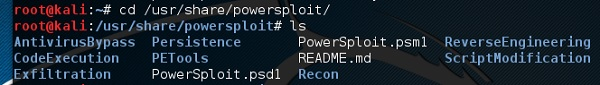 root@kali:~# cd /usr/share/powersploit/
root@kali:/usr/share/powersploit# ls
AntivirusBypass Persistence PowerSploit.psm1 ReverseEngineering
CodeExecution PETools README.md ScriptModification
Exfiltration PowerSploit.psd1 Recon